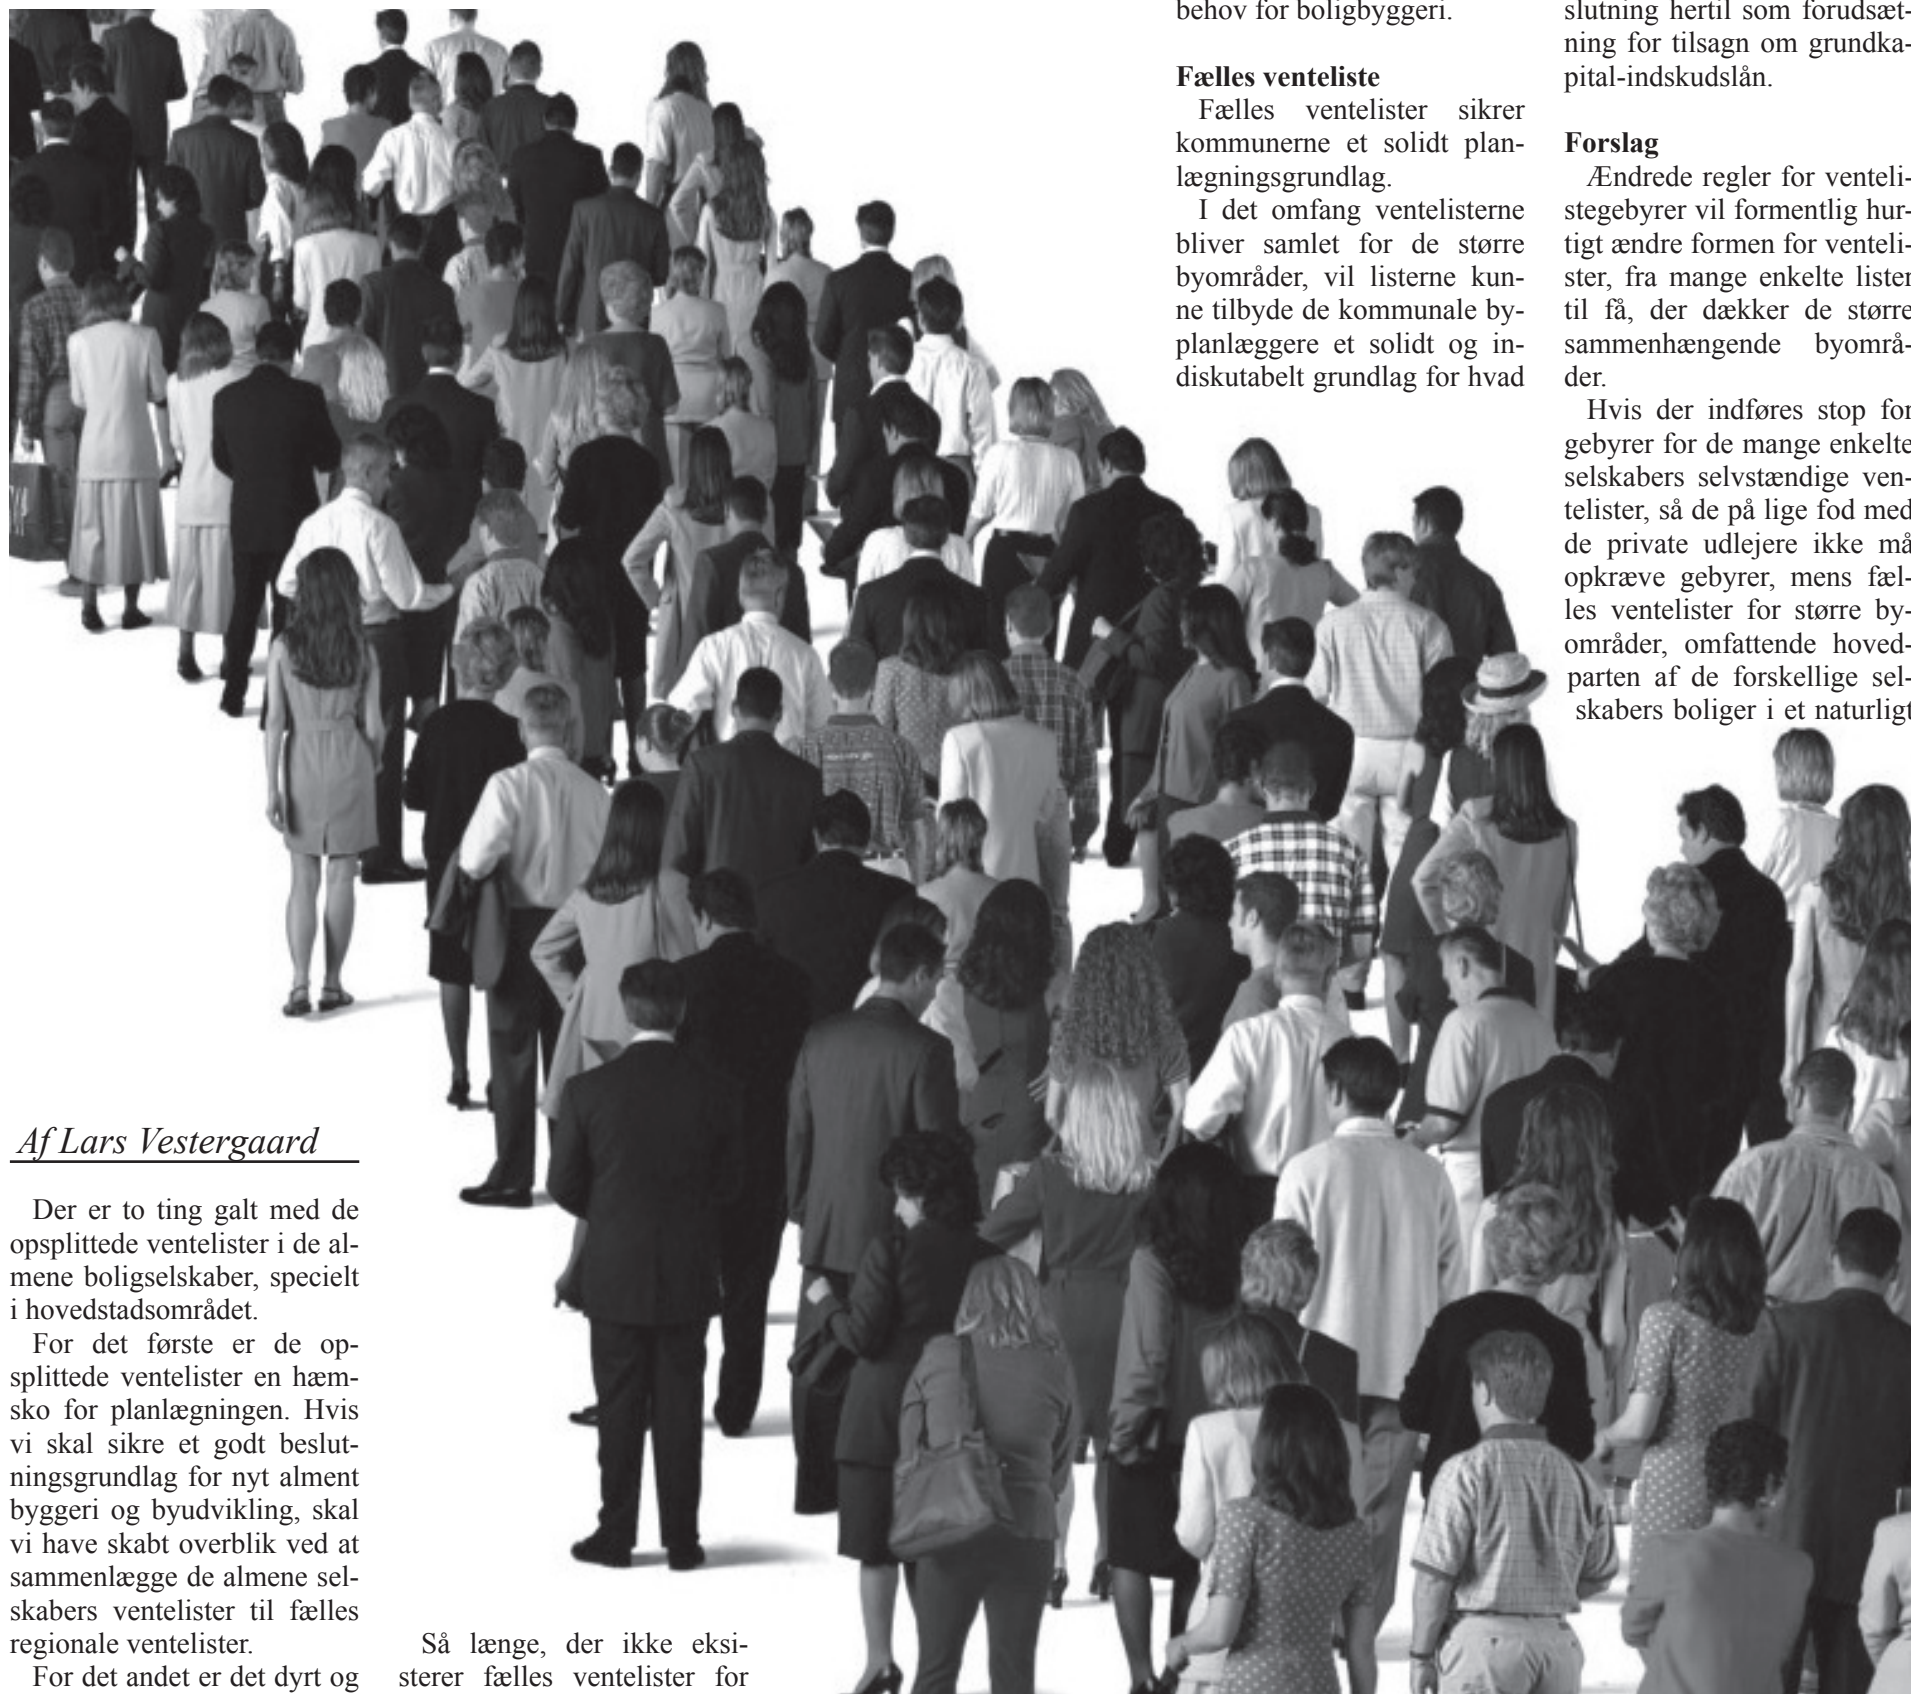 Af Lars Vestergaard
Der er to ting galt med de
opsplittede ventelister i de al-
mene boligselskaber, specielt
i hovedstadsområdet.
For det første er de op-
splittede ventelister en hæm-
sko for planlægningen. Hvis
vi skal sikre et godt beslut-
ningsgrundlag for nyt alment
byggeri og byudvikling, skal
vi have skabt overblik ved at
sammenlægge de almene sel-
skabers ventelister til fælles
regionale ventelister.
For det andet er det dyrt og
Så længe, der ikke eksi-
sterer fælles ventelister for
behov for boligbyggeri.
Fælles venteliste
Fælles ventelister sikrer
kommunerne et solidt plan-
lægningsgrundlag.
I det omfang ventelisterne
bliver samlet for de større
byområder, vil listerne kun-
ne tilbyde de kommunale by-
planlæggere et solidt og in-
diskutabelt grundlag for hvad
slutning hertil som forudsæt-
ning for tilsagn om grundka-
pital-indskudslån.
Forslag
Ændrede regler for venteli-
stegebyrer vil formentlig hur-
tigt ændre formen for venteli-
ster, fra mange enkelte lister
til få, der dækker de større
sammenhængende byområ-
der.
Hvis der indføres stop for
gebyrer for de mange enkelte
selskabers selvstændige ven-
telister, så de på lige fod med
de private udlejere ikke må
opkræve gebyrer, mens fæl-
les ventelister for større by-
områder, omfattende hoved-
parten af de forskellige sel-
skabers boliger i et naturligt